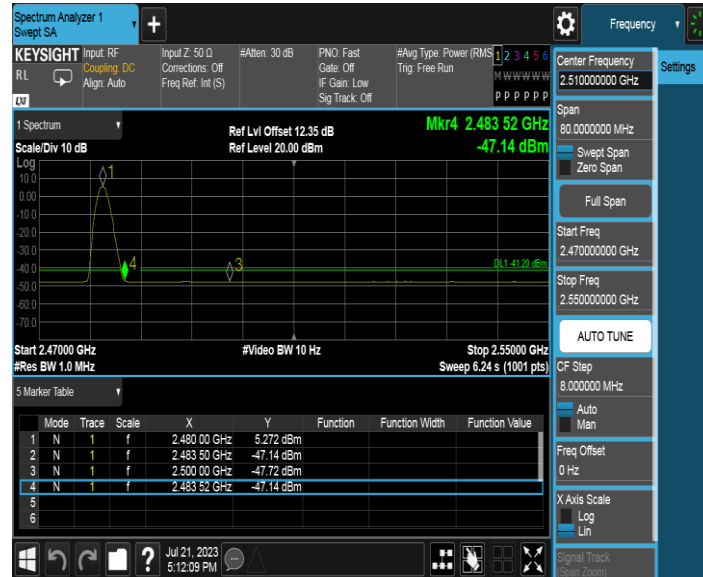 Spectrum Analyzer 1
Swept SA
+
Frequency
KEYSIGHT
RL
LXI
Input: RF
Coupling: DC
Align: Auto
Input Z: 50 Ω
Corrections: Off
Freq Ref: Int (S)
#Atten: 30 dB
PNO: Fast
Gate: Off
IF Gain: Low
Sig Track: Off
#Avg Type: Power (RMS
Trig: Free Run
1 2 3 4 5 6
M W W W W W
P P P P P P
Center Frequency
2.510000000 GHz
Settings
Span
80.0000000 MHz
Swept Span
Zero Span
Full Span
Start Freq
2.470000000 GHz
Stop Freq
2.550000000 GHz
AUTO TUNE
CF Step
8.000000 MHz
Auto
Man
Freq Offset
0 Hz
X Axis Scale
Log
Lin
Signal Track
(Span Zoom)
1 Spectrum
Scale/Div 10 dB
Ref Lvl Offset 12.35 dB
Ref Level 20.00 dBm
Mkr4 2.483 52 GHz
-47.14 dBm
Log
10.0
0.00
-10.0
-20.0
-30.0
-40.0
-50.0
-60.0
-70.0
1
4
3
DL1 -41.20 dBm
Start 2.47000 GHz
#Res BW 1.0 MHz
#Video BW 10 Hz
Stop 2.55000 GHz
Sweep 6.24 s (1001 pts)
5 Marker Table
Mode Trace Scale X Y Function Function Width Function Value
1 N 1 f 2.480 00 GHz 5.272 dBm
2 N 1 f 2.483 50 GHz -47.14 dBm
3 N 1 f 2.500 00 GHz -47.72 dBm
4 N 1 f 2.483 52 GHz -47.14 dBm
5
6
?
Jul 21, 2023
5:12:09 PM